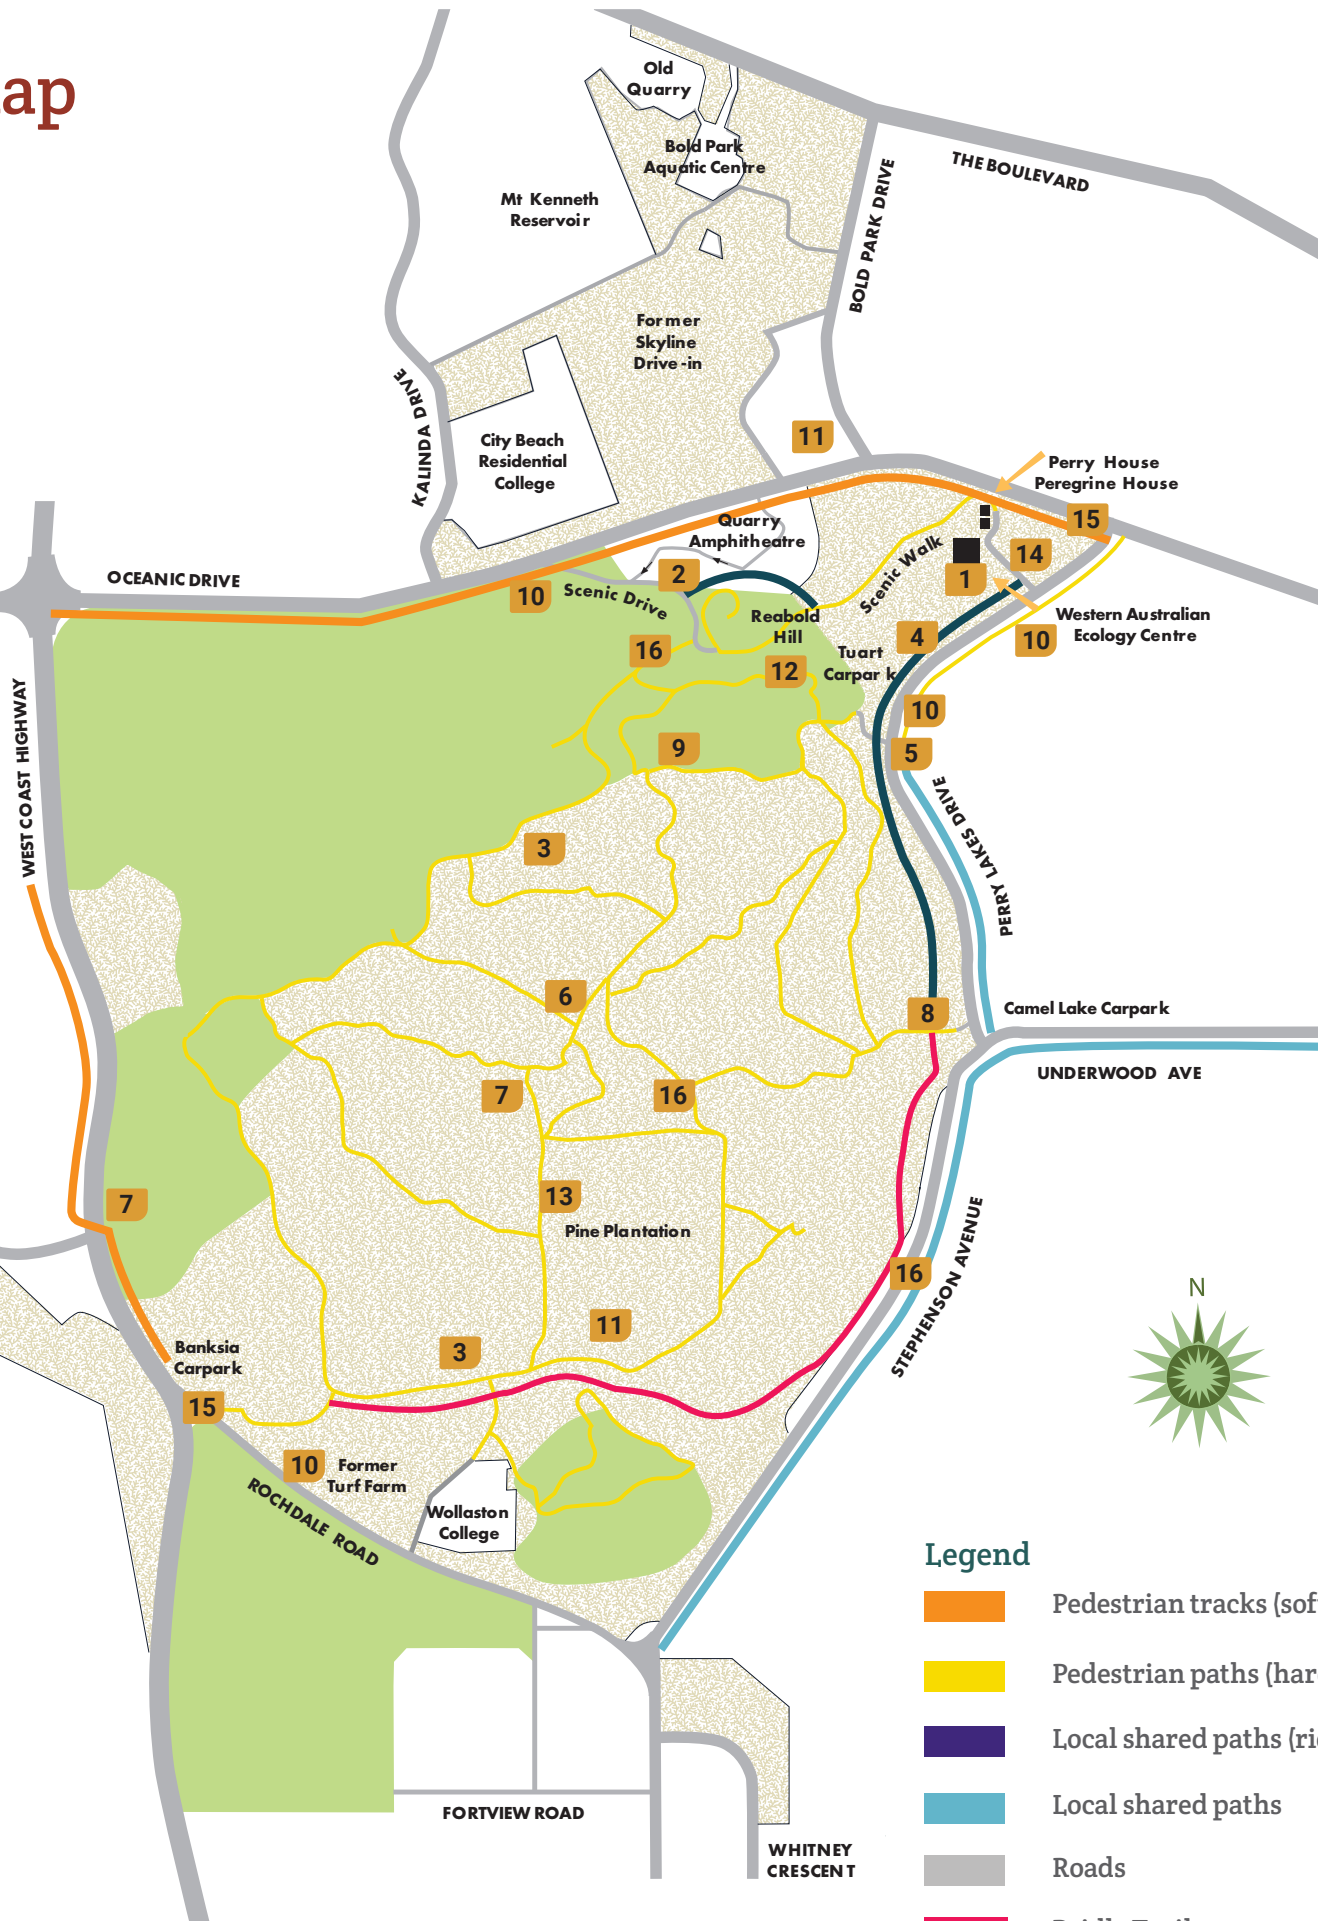 ap
Old
Quarry
Bold Park
Aquatic Centre
THE BOULEVARD
Mt Kenneth
Reservoir
BOLD PARK DRIVE
Former
Skyline
Drive-in
KALINDA DRIVE
City Beach
Residential
College
11
Perry House
Peregrine House
15
Quarry
Amphitheatre
14
OCEANIC DRIVE
10
Scenic Drive
2
Scenic Walk
1
Reabold
Hill
Western Australian
Ecology Centre
4
10
16
Tuart
Carpark
12
10
WEST COAST HIGHWAY
9
5
PERRY LAKES DRIVE
3
6
8
Camel Lake Carpark
UNDERWOOD AVE
7
16
7
13
Pine Plantation
STEPHENSON AVENUE
16
N
11
3
Banksia
Carpark
15
10
Former
Turf Farm
ROCHDALE ROAD
Wollaston
College
FORTVIEW ROAD
WHITNEY
CRESCENT
Legend
Pedestrian tracks (sof
Pedestrian paths (har
Local shared paths (ri
Local shared paths
Roads